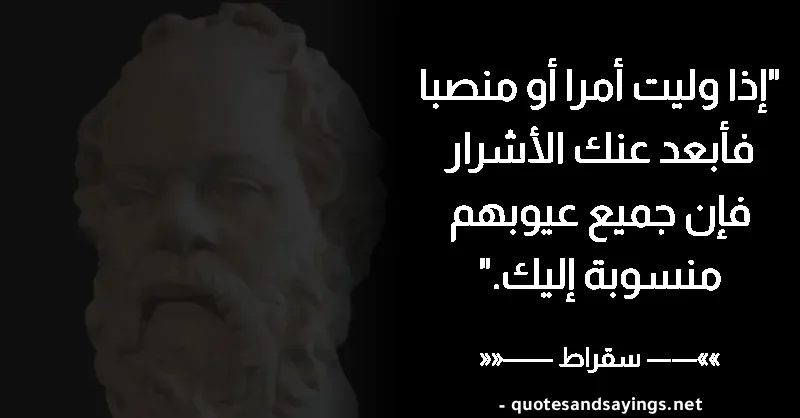 "إذا وليت أمرا أو منصبا
فأبعد عنك الأشرار
فإن جميع عيوبهم
منسوبة إليك."
»»—— سقراط ——««
- quotesandsayings.net